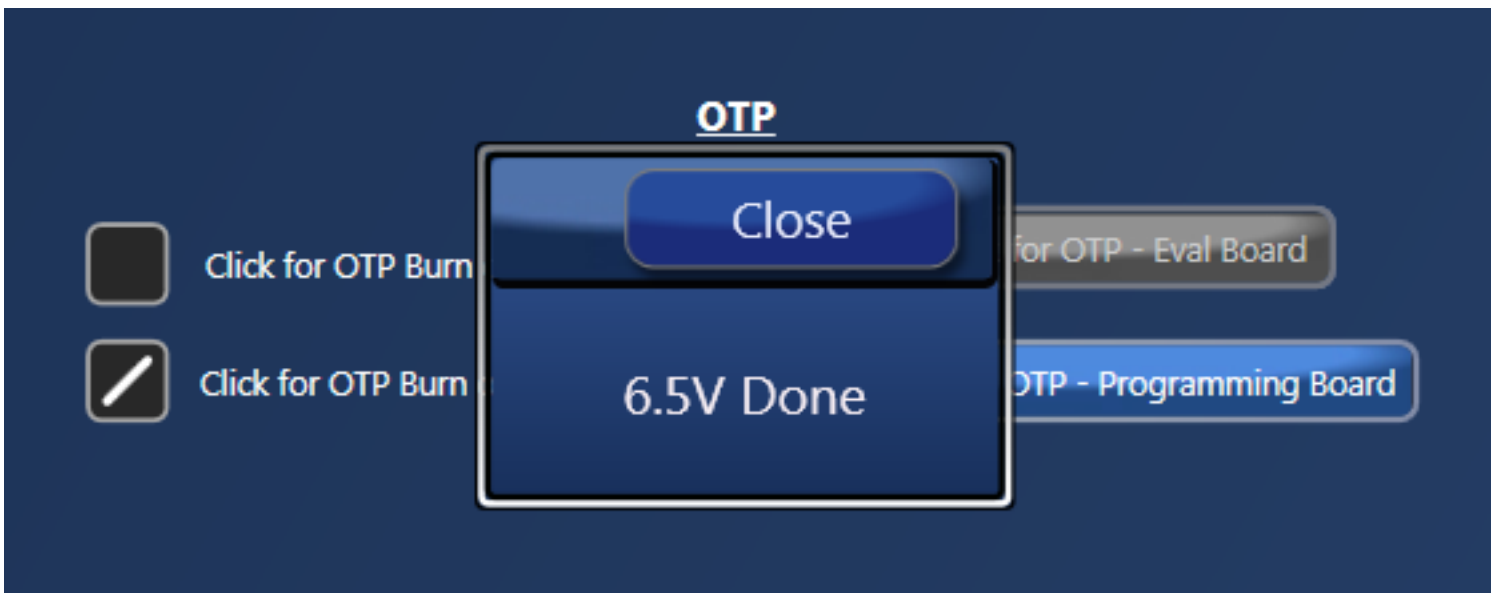 OTP
Close
Click for OTP Burn
for OTP - Eval Board
Click for OTP Burn
6.5V Done
OTP - Programming Board